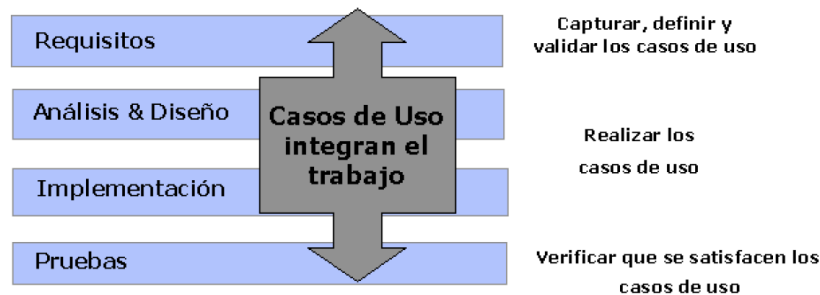 Requisitos
Capturar, definir y
validar los casos de uso
Análisis & Diseño
Casos de Uso
integran el
trabajo
Realizar los
casos de uso
Implementación
Pruebas
Verificar que se satisfacen los
casos de uso